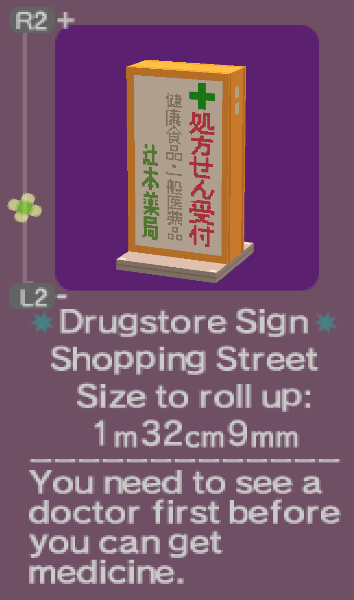 R2 +
処方せん受付
健康食品・一般医薬品
辻本薬局
L2 -
Drugstore Sign
Shopping Street
Size to roll up:
1m32cm9mm
You need to see a
doctor first before
you can get
medicine.